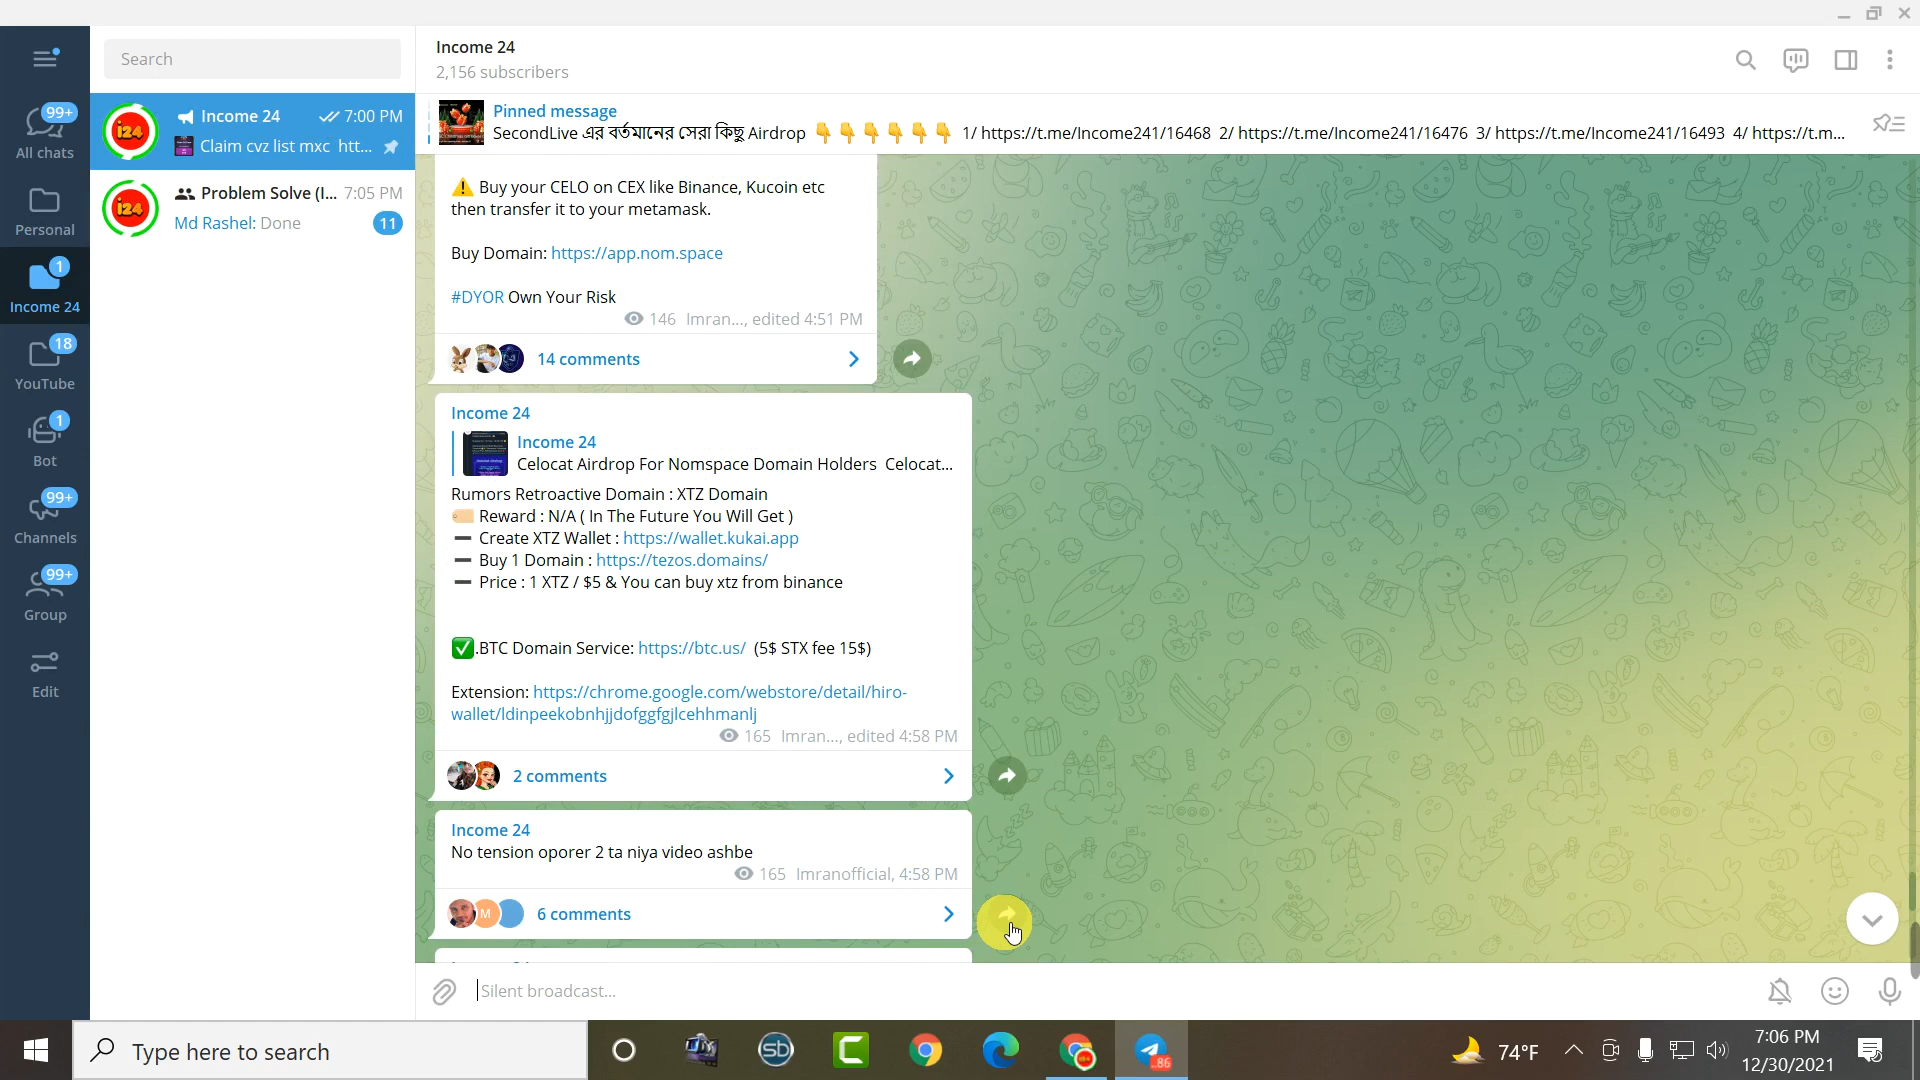 Search
Income 24
2,156 subscribers
99+
All chats
Personal
1
Income 24
18
YouTube
1
Bot
99+
Channels
99+
Group
Edit
i24
Income 24
7:00 PM
Claim cvz list mxc htt...
i24
Problem Solve (I...
7:05 PM
Md Rashel: Done
11
Pinned message
SecondLive এর বর্তমানের সেরা কিছু Airdrop 👇👇👇👇👇👇 1/ https://t.me/Income241/16468 2/ https://t.me/Income241/16476 3/ https://t.me/Income241/16493 4/ https://t.m...
⚠️ Buy your CELO on CEX like Binance, Kucoin etc
then transfer it to your metamask.
Buy Domain: https://app.nom.space
#DYOR Own Your Risk
146 Imran..., edited 4:51 PM
14 comments
Income 24
Income 24
Celocat Airdrop For Nomspace Domain Holders Celocat...
Rumors Retroactive Domain : XTZ Domain
🏷 Reward : N/A ( In The Future You Will Get )
➖ Create XTZ Wallet : https://wallet.kukai.app
➖ Buy 1 Domain : https://tezos.domains/
➖ Price : 1 XTZ / $5 & You can buy xtz from binance
✅.BTC Domain Service: https://btc.us/ (5$ STX fee 15$)
Extension: https://chrome.google.com/webstore/detail/hiro-
wallet/ldinpeekobnhjjdofggfgjlcehhmanlj
165 Imran..., edited 4:58 PM
2 comments
Income 24
No tension oporer 2 ta niya video ashbe
165 Imranofficial, 4:58 PM
M
6 comments
Silent broadcast...
Type here to search
sb
C
..86
74°F
7:06 PM
12/30/2021